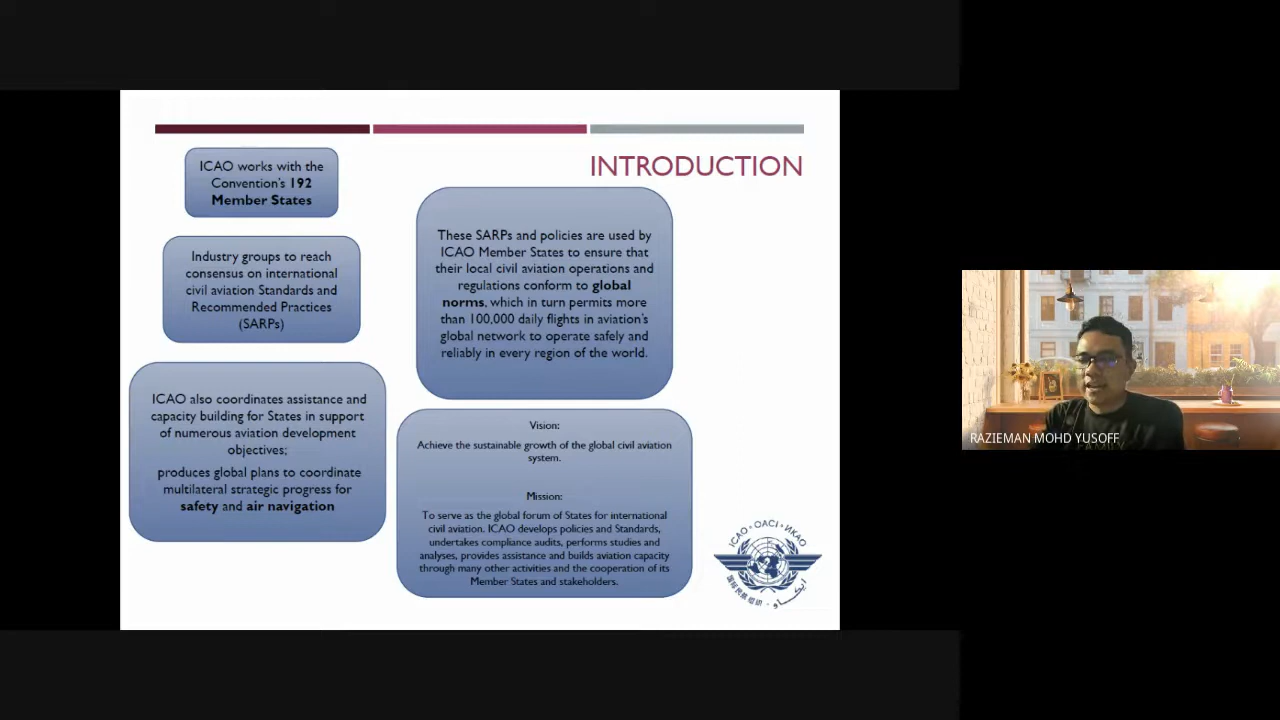 INTRODUCTION
ICAO works with the
Convention's 192
Member States
Industry groups to reach
consensus on international
civil aviation Standards and
Recommended Practices
(SARPs)
ICAO also coordinates assistance and
capacity building for States in support
of numerous aviation development
objectives;
produces global plans to coordinate
multilateral strategic progress for
safety and air navigation
These SARPs and policies are used by
ICAO Member States to ensure that
their local civil aviation operations and
regulations conform to global
norms, which in turn permits more
than 100,000 daily flights in aviation's
global network to operate safely and
reliably in every region of the world.
Vision:
Achieve the sustainable growth of the global civil aviation
system.
Mission:
To serve as the global forum of States for international
civil aviation. ICAO develops policies and Standards,
undertakes compliance audits, performs studies and
analyses, provides assistance and builds aviation capacity
through many other activities and the cooperation of its
Member States and stakeholders.
ICAO · OACI · ИКАО
إيكاو
RAZIEMAN MOHD YUSOFF